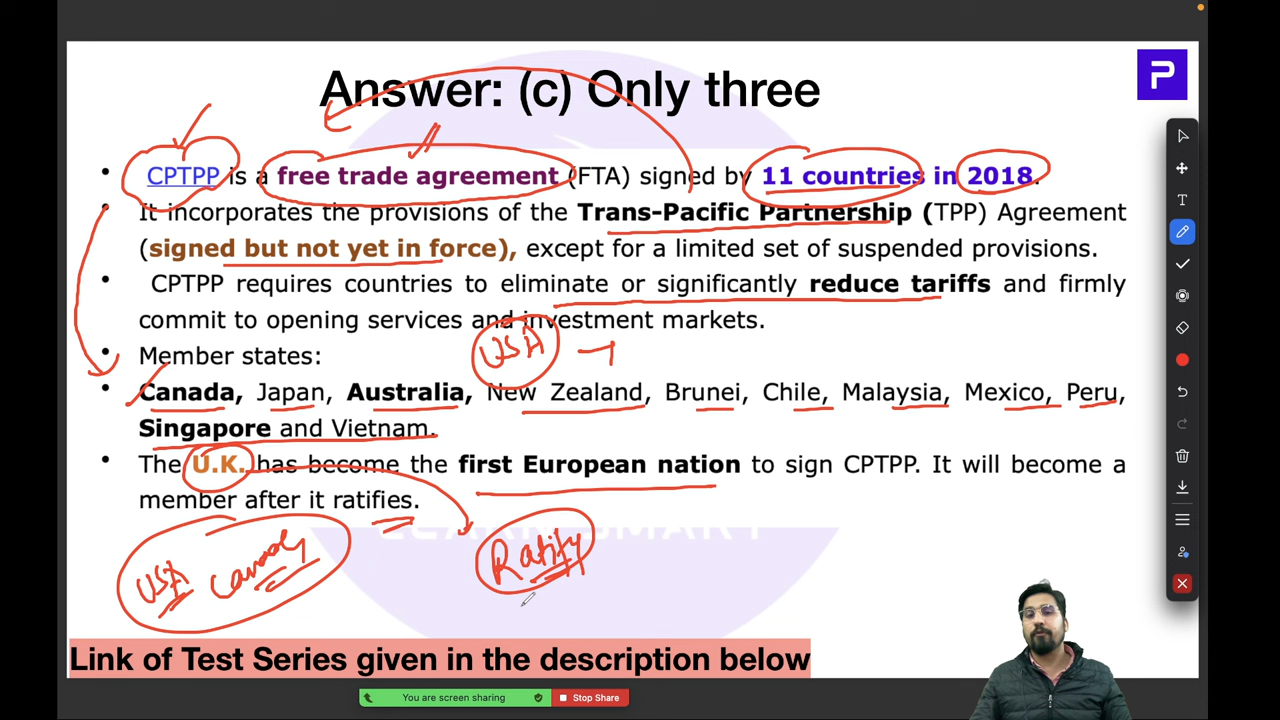 Answer: (c) Only three
P
• CPTPP is a free trade agreement (FTA) signed by 11 countries in 2018.
• It incorporates the provisions of the Trans-Pacific Partnership (TPP) Agreement
(signed but not yet in force), except for a limited set of suspended provisions.
• CPTPP requires countries to eliminate or significantly reduce tariffs and firmly
commit to opening services and investment markets.
• Member states:
USA
• Canada, Japan, Australia, New Zealand, Brunei, Chile, Malaysia, Mexico, Peru,
Singapore and Vietnam.
• The U.K. has become the first European nation to sign CPTPP. It will become a
member after it ratifies.
LEARN SMART
USA Canada
Ratify
Link of Test Series given in the description below
You are screen sharing
Stop Share